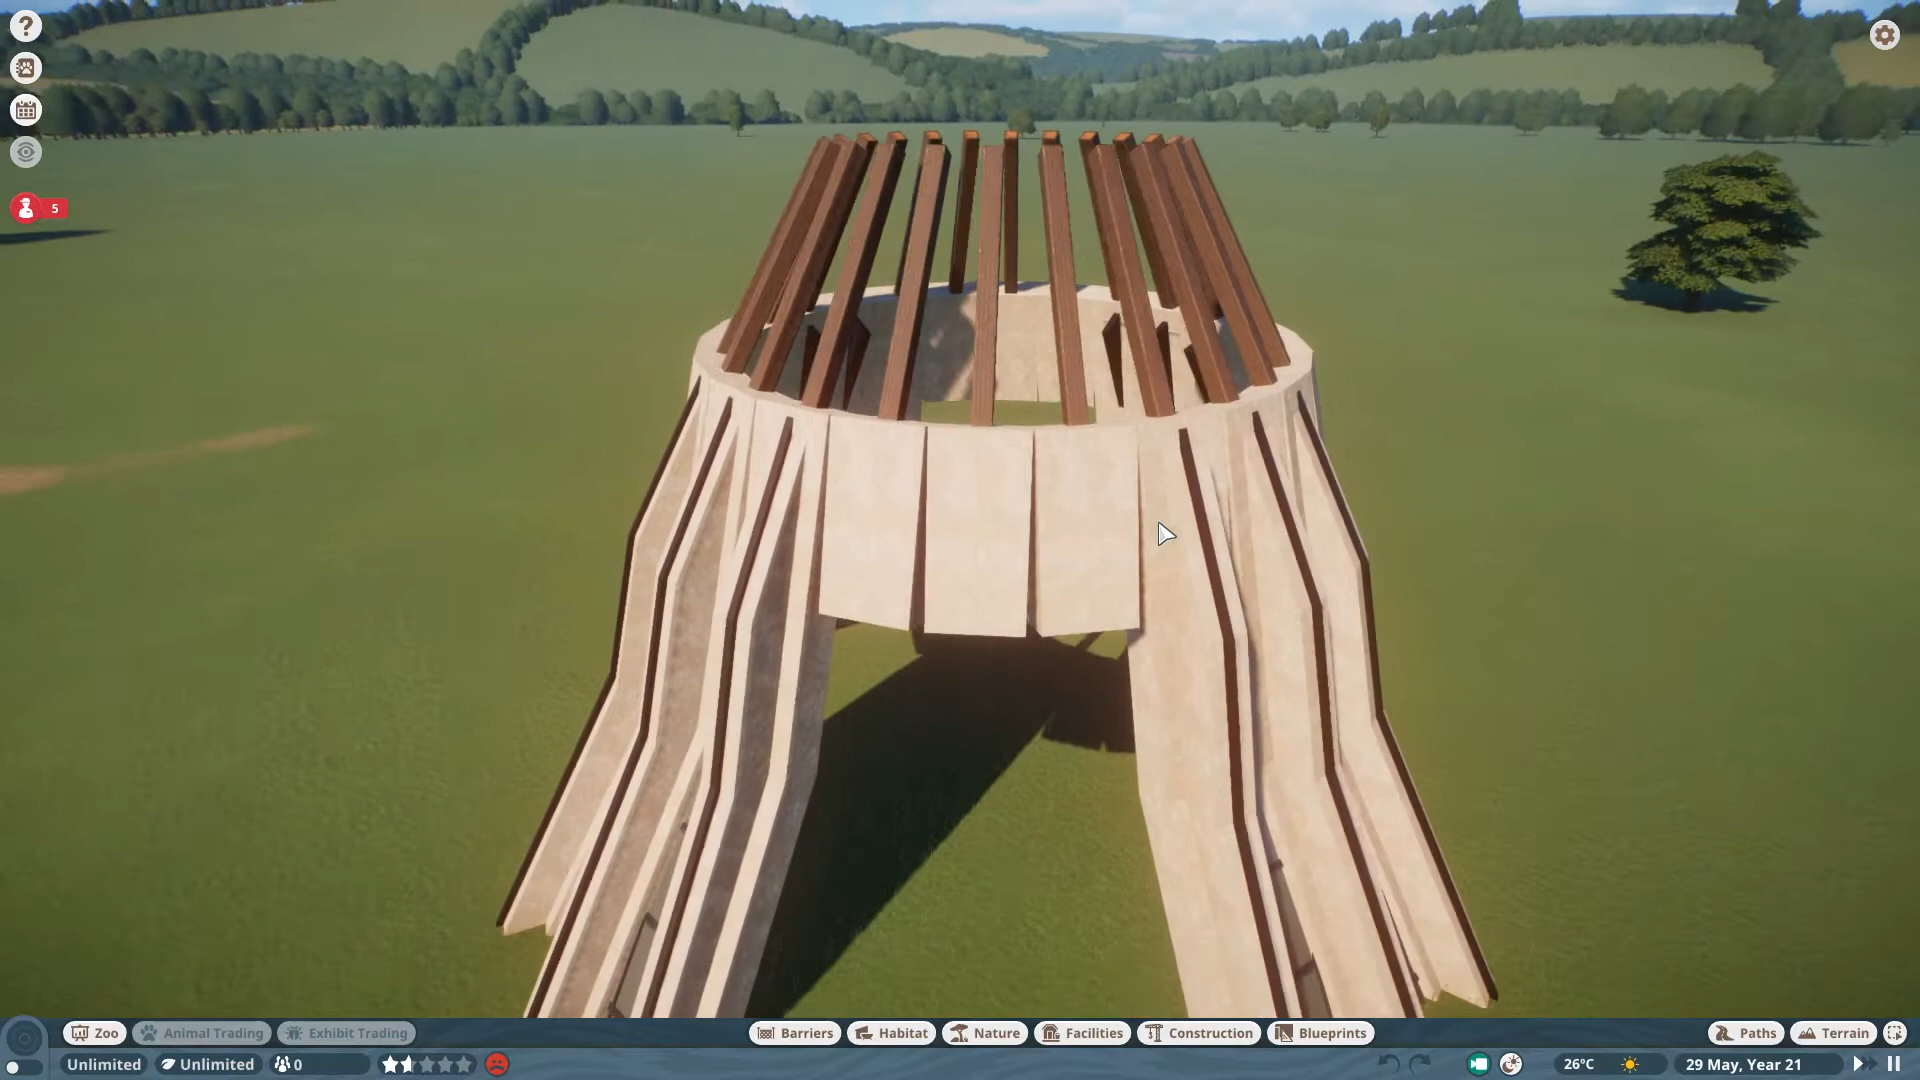 ?
5
Zoo Animal Trading Exhibit Trading Barriers Habitat Nature Facilities Construction Blueprints Paths Terrain
Unlimited Unlimited 0 26°C 29 May, Year 21